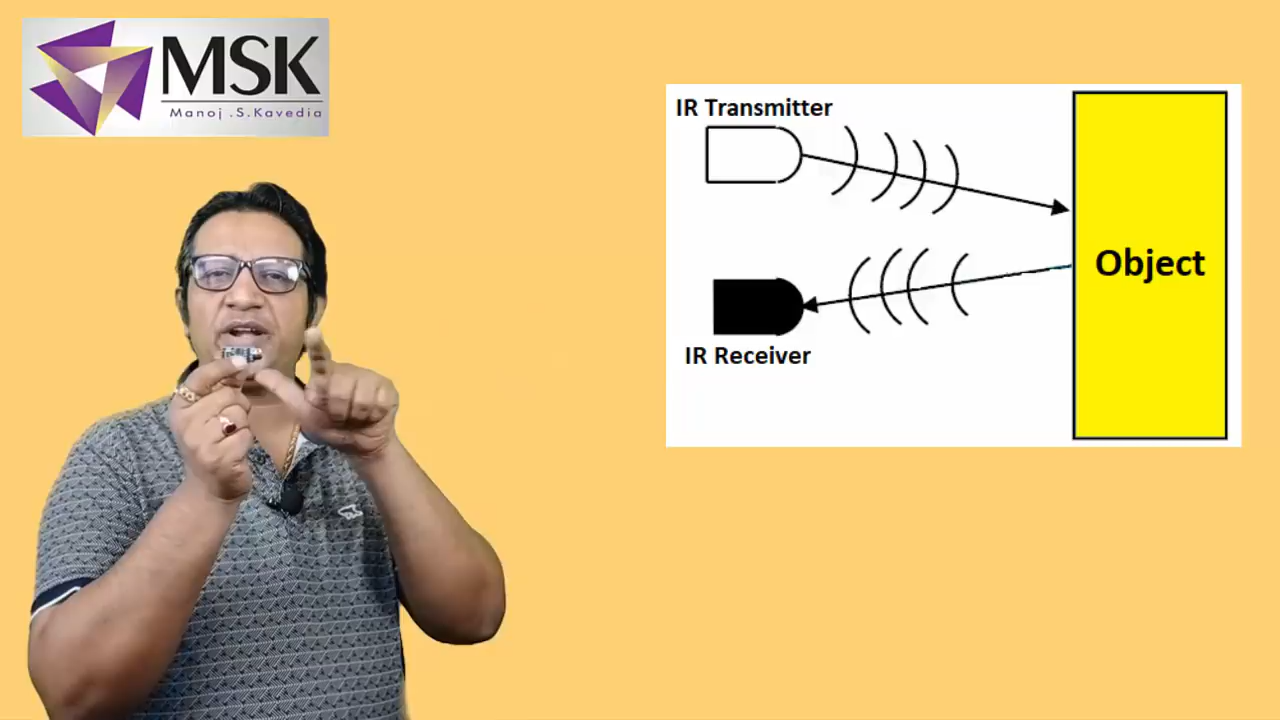 MSK
Manoj .S.Kavedia
IR Transmitter
Object
IR Receiver